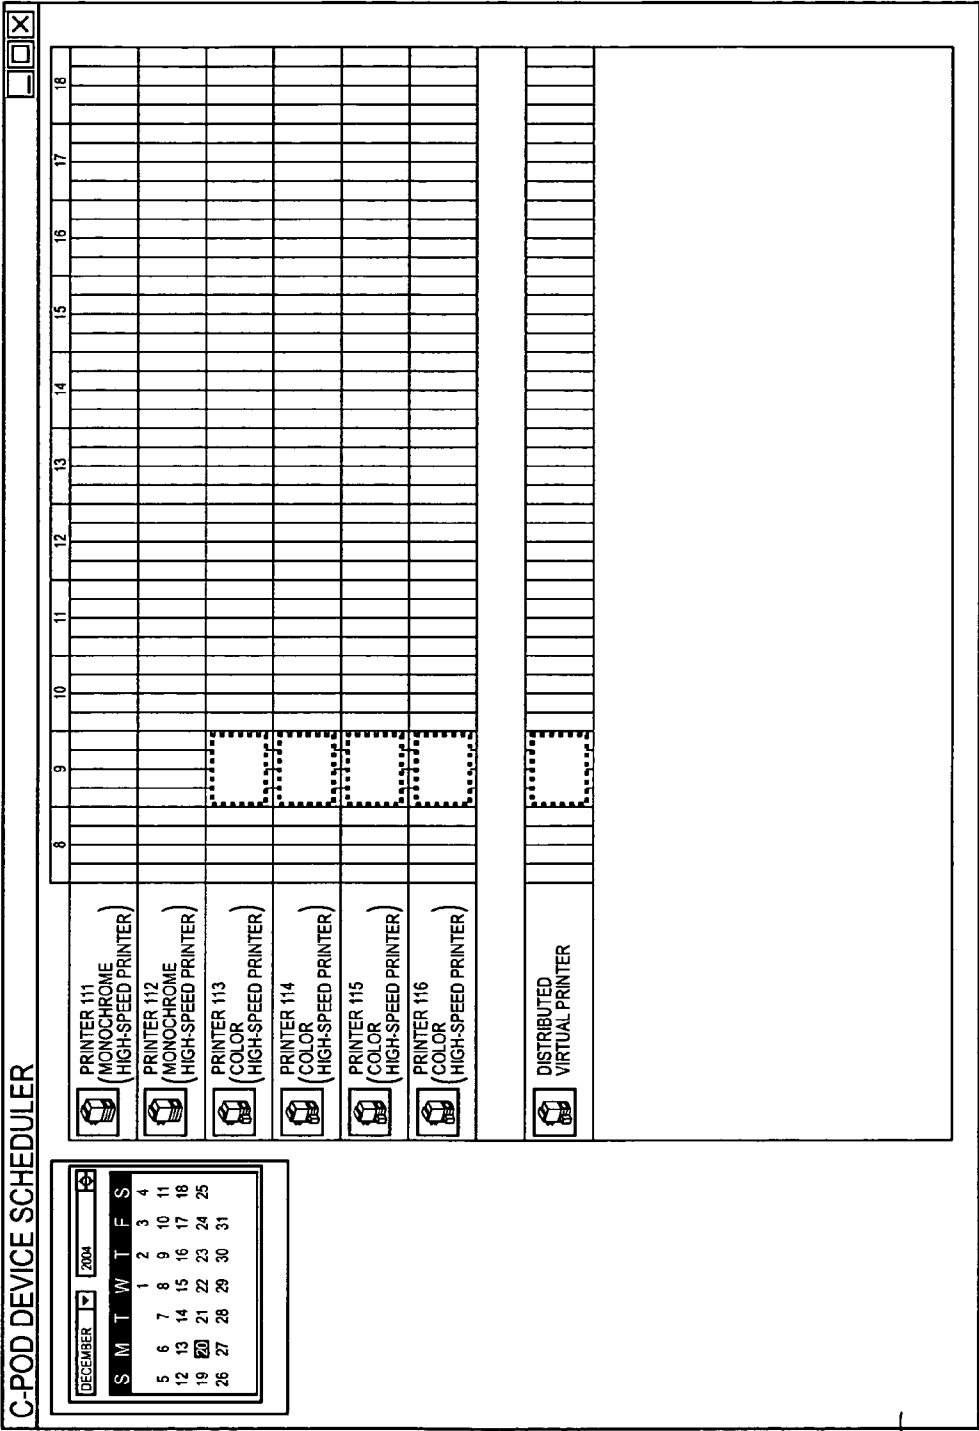 C-POD DEVICE SCHEDULER
DECEMBER 2004
S M T W T F S
1 2 3 4
5 6 7 8 9 10 11
12 13 14 15 16 17 18
19 20 21 22 23 24 25
26 27 28 29 30 31
8 9 10 11 12 13 14 15 16 17 18
PRINTER 111
(MONOCHROME
HIGH-SPEED PRINTER)
PRINTER 112
(MONOCHROME
HIGH-SPEED PRINTER)
PRINTER 113
(COLOR
HIGH-SPEED PRINTER)
PRINTER 114
(COLOR
HIGH-SPEED PRINTER)
PRINTER 115
(COLOR
HIGH-SPEED PRINTER)
PRINTER 116
(COLOR
HIGH-SPEED PRINTER)
DISTRIBUTED
VIRTUAL PRINTER